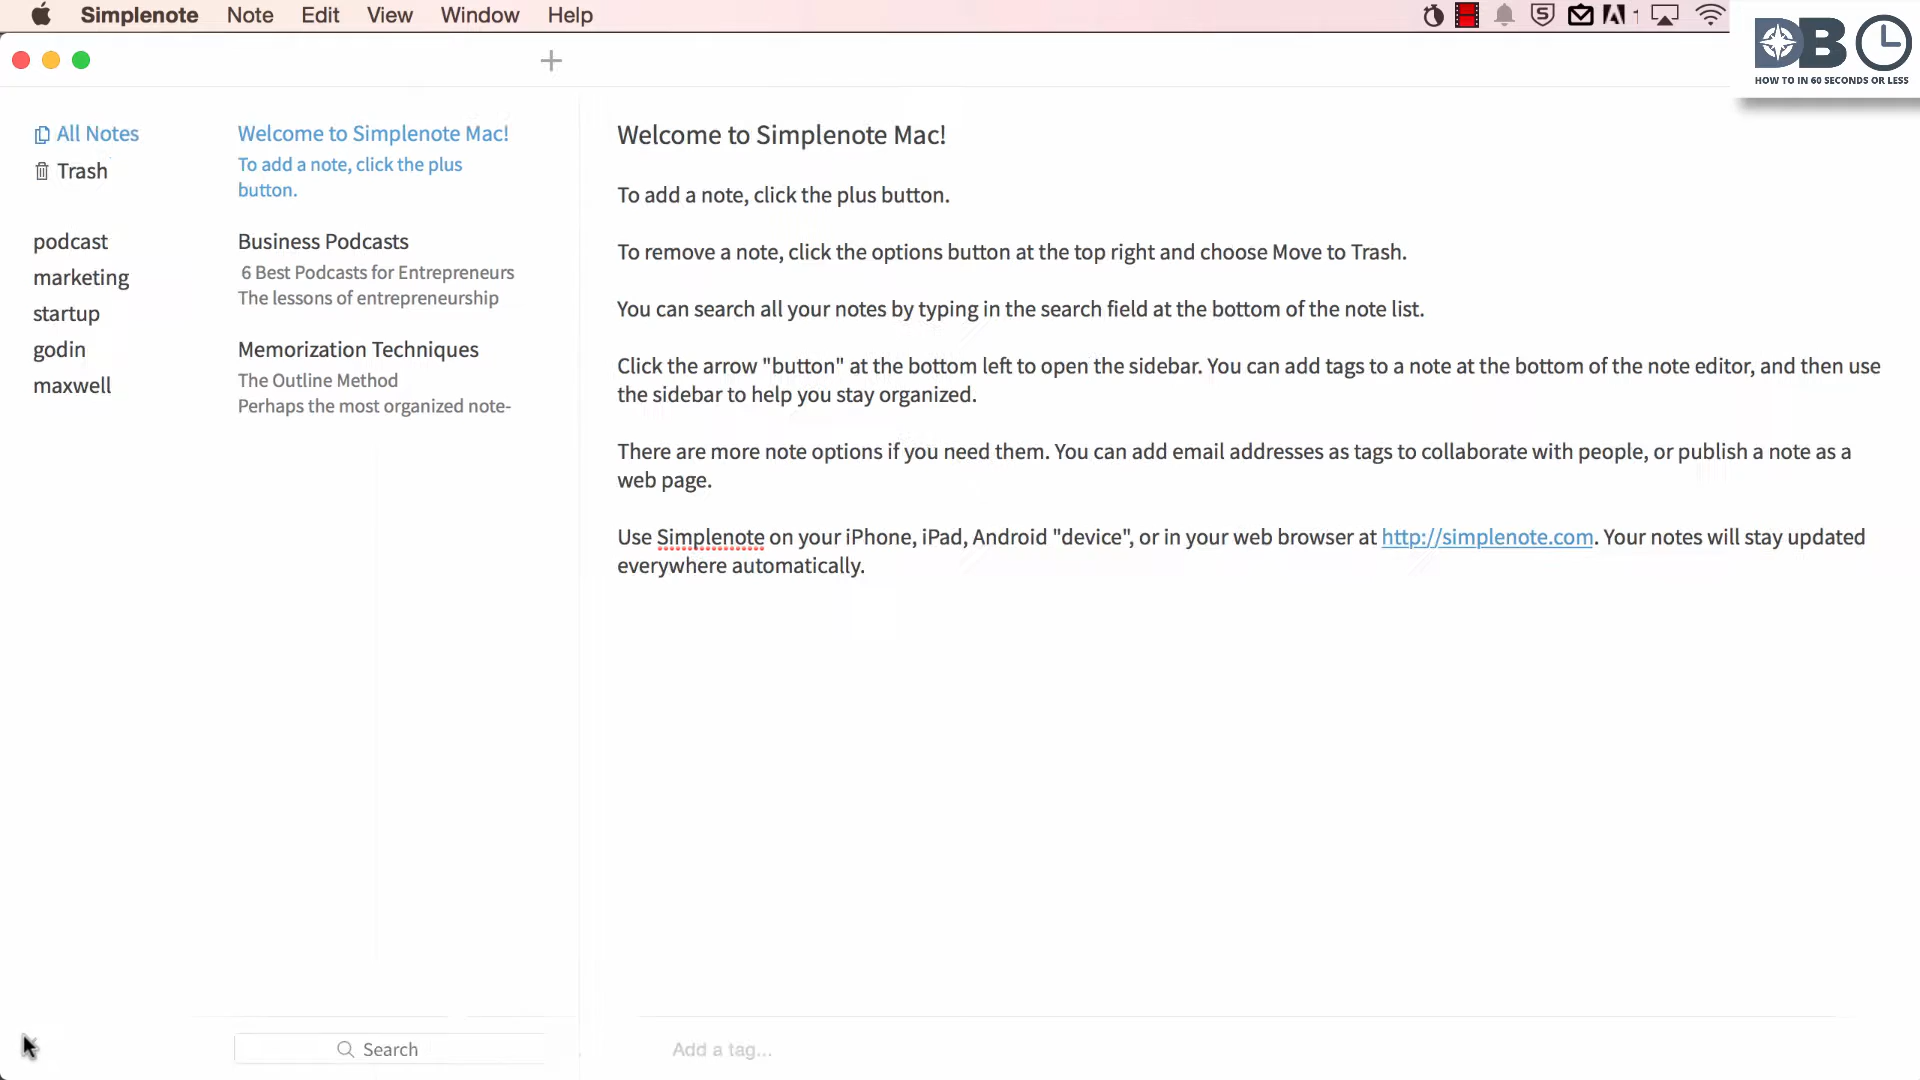 Simplenote Note Edit View Window Help
DB
HOW TO IN 60 SECONDS OR LESS
All Notes
Trash
podcast
marketing
startup
godin
maxwell
Welcome to Simplenote Mac!
To add a note, click the plus
button.
Business Podcasts
6 Best Podcasts for Entrepreneurs
The lessons of entrepreneurship
Memorization Techniques
The Outline Method
Perhaps the most organized note-
Search
Welcome to Simplenote Mac!
To add a note, click the plus button.
To remove a note, click the options button at the top right and choose Move to Trash.
You can search all your notes by typing in the search field at the bottom of the note list.
Click the arrow "button" at the bottom left to open the sidebar. You can add tags to a note at the bottom of the note editor, and then use
the sidebar to help you stay organized.
There are more note options if you need them. You can add email addresses as tags to collaborate with people, or publish a note as a
web page.
Use Simplenote on your iPhone, iPad, Android "device", or in your web browser at http://simplenote.com. Your notes will stay updated
everywhere automatically.
Add a tag...